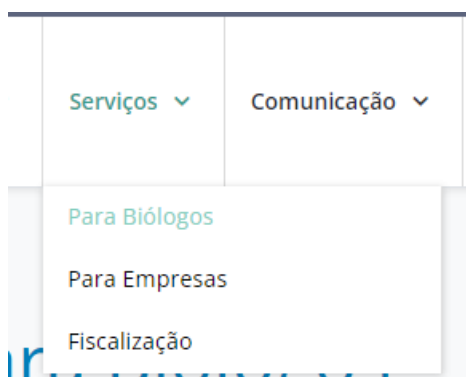 Serviços
Comunicação
Para Biólogos
Para Empresas
Fiscalização